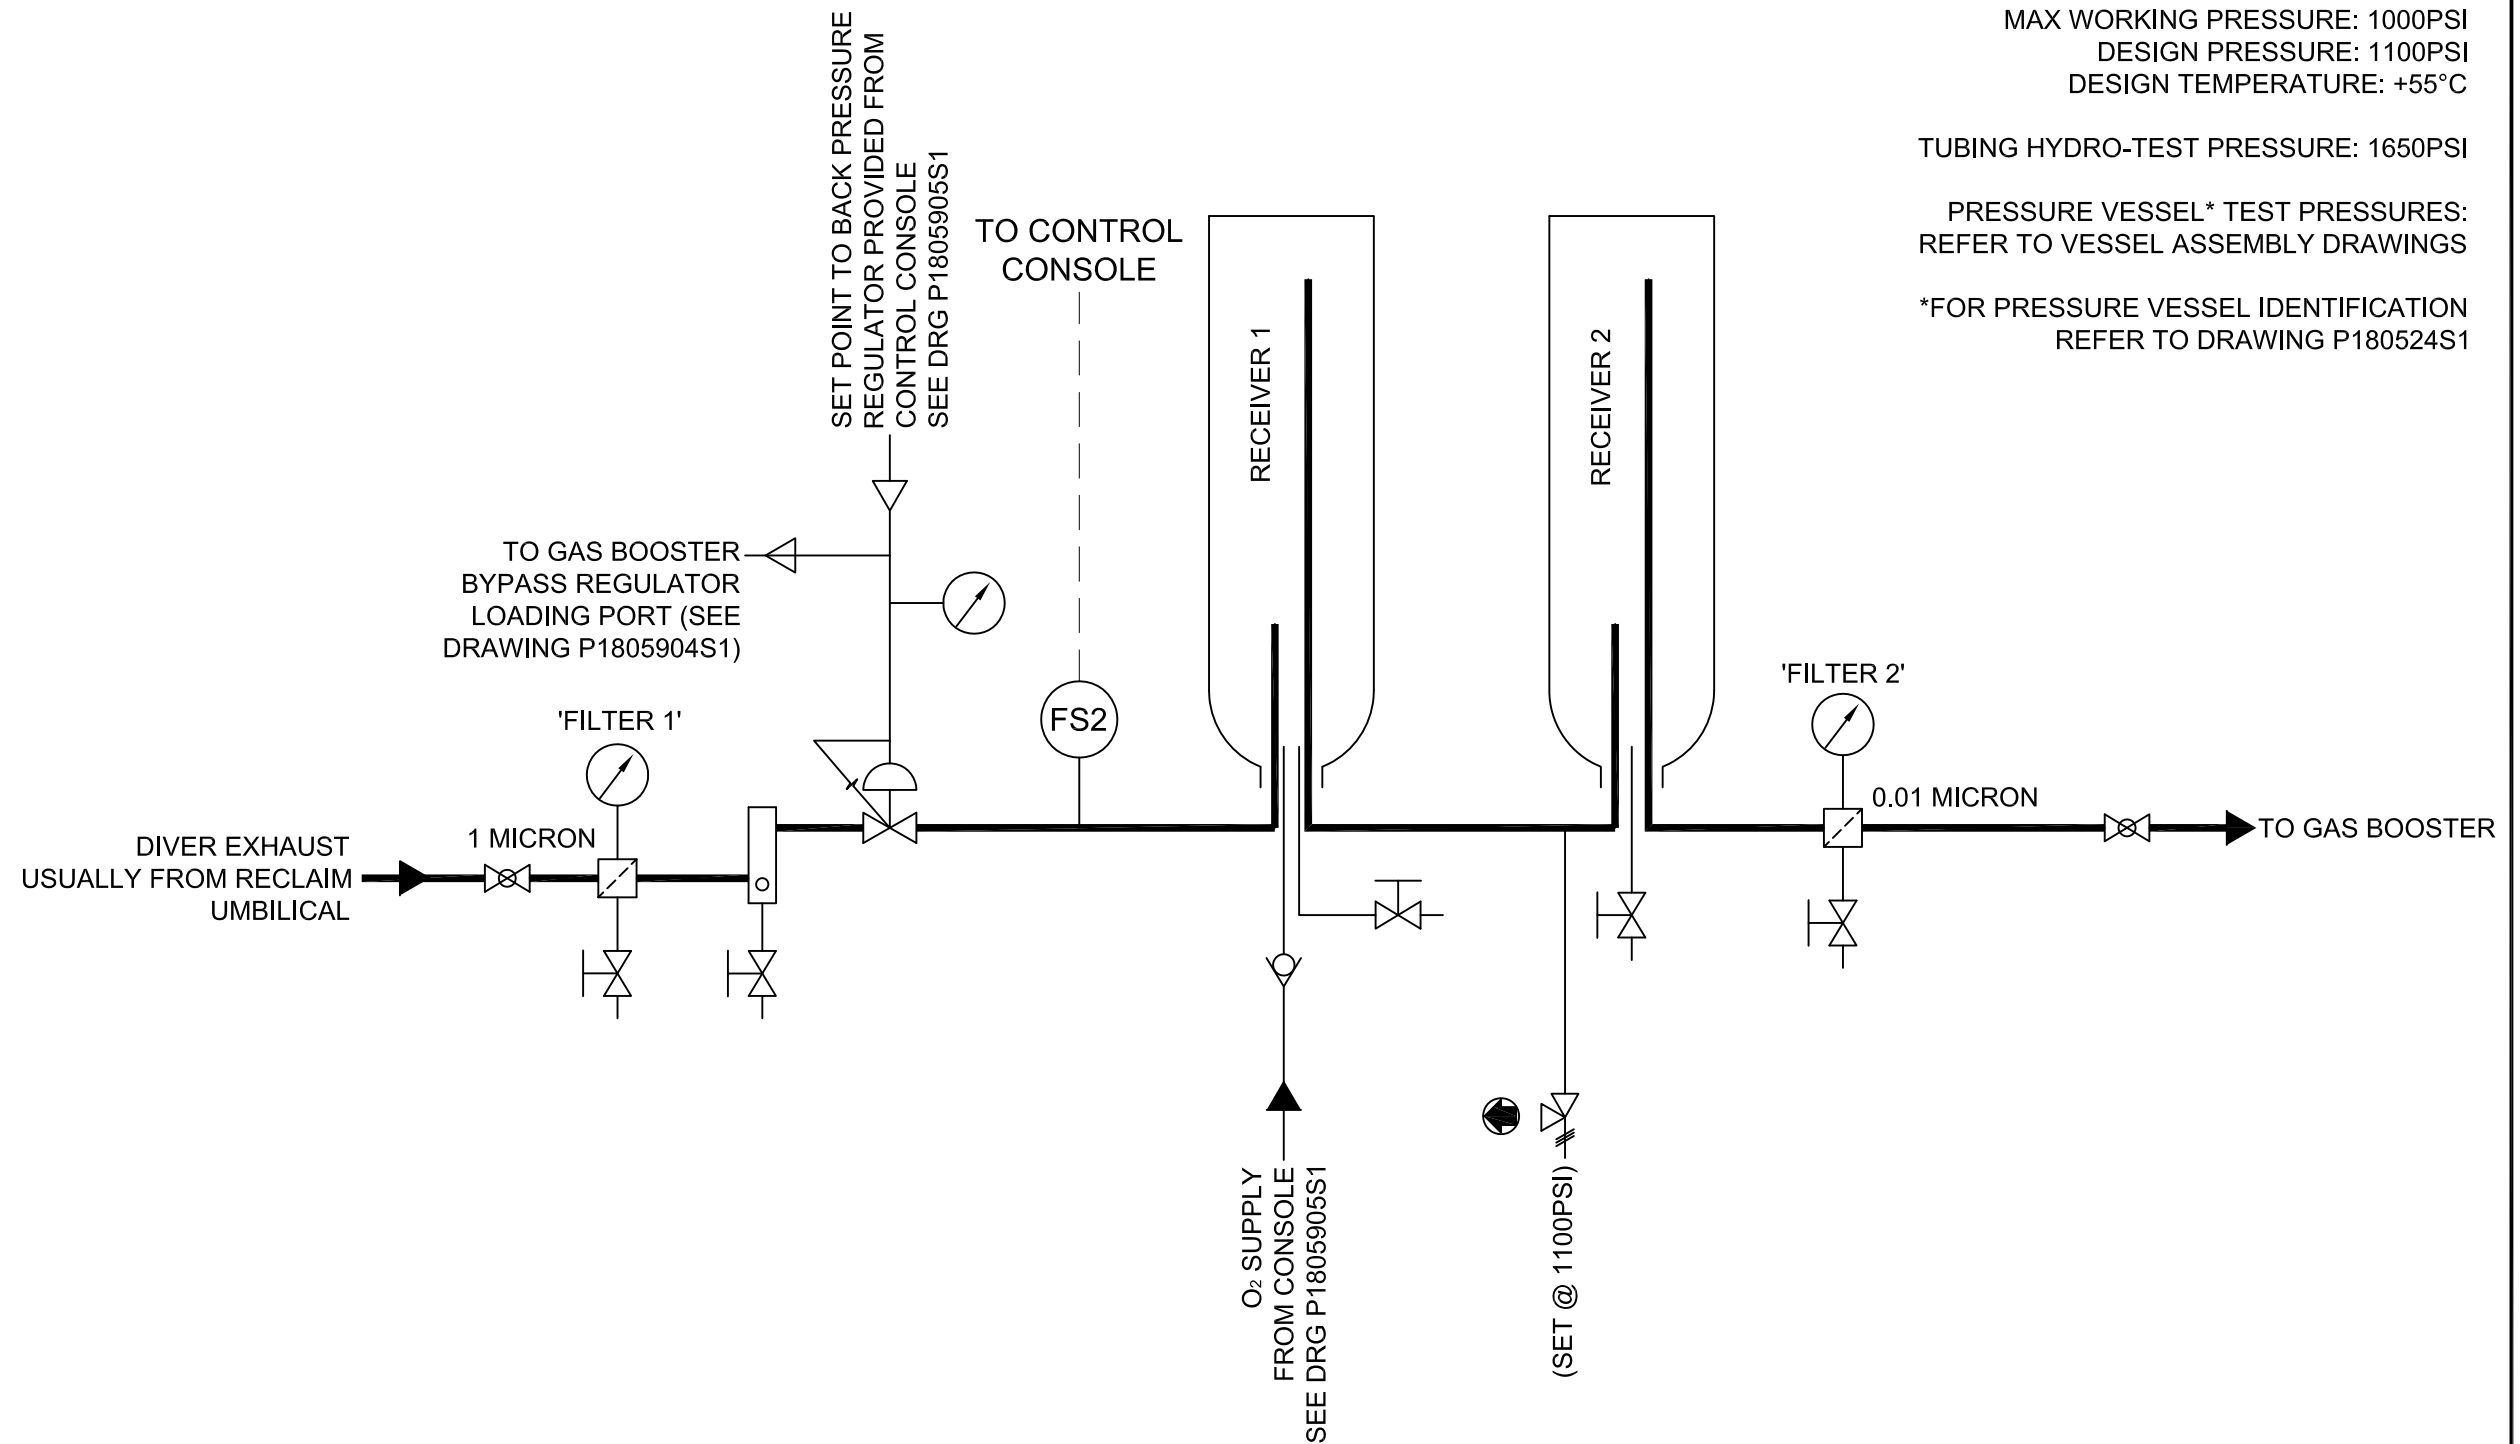 MAX WORKING PRESSURE: 1000PSI
DESIGN PRESSURE: 1100PSI
DESIGN TEMPERATURE: +55°C
TUBING HYDRO-TEST PRESSURE: 1650PSI
PRESSURE VESSEL* TEST PRESSURES:
REFER TO VESSEL ASSEMBLY DRAWINGS
*FOR PRESSURE VESSEL IDENTIFICATION
REFER TO DRAWING P180524S1
SET POINT TO BACK PRESSURE
REGULATOR PROVIDED FROM
CONTROL CONSOLE
SEE DRG P1805905S1
TO CONTROL
CONSOLE
RECEIVER 1
RECEIVER 2
TO GAS BOOSTER
BYPASS REGULATOR
LOADING PORT (SEE
DRAWING P1805904S1)
'FILTER 1'
FS2
'FILTER 2'
1 MICRON
0.01 MICRON
DIVER EXHAUST
USUALLY FROM RECLAIM
UMBILICAL
TO GAS BOOSTER
O₂ SUPPLY
FROM CONSOLE
SEE DRG P1805905S1
(SET @ 1100PSI)